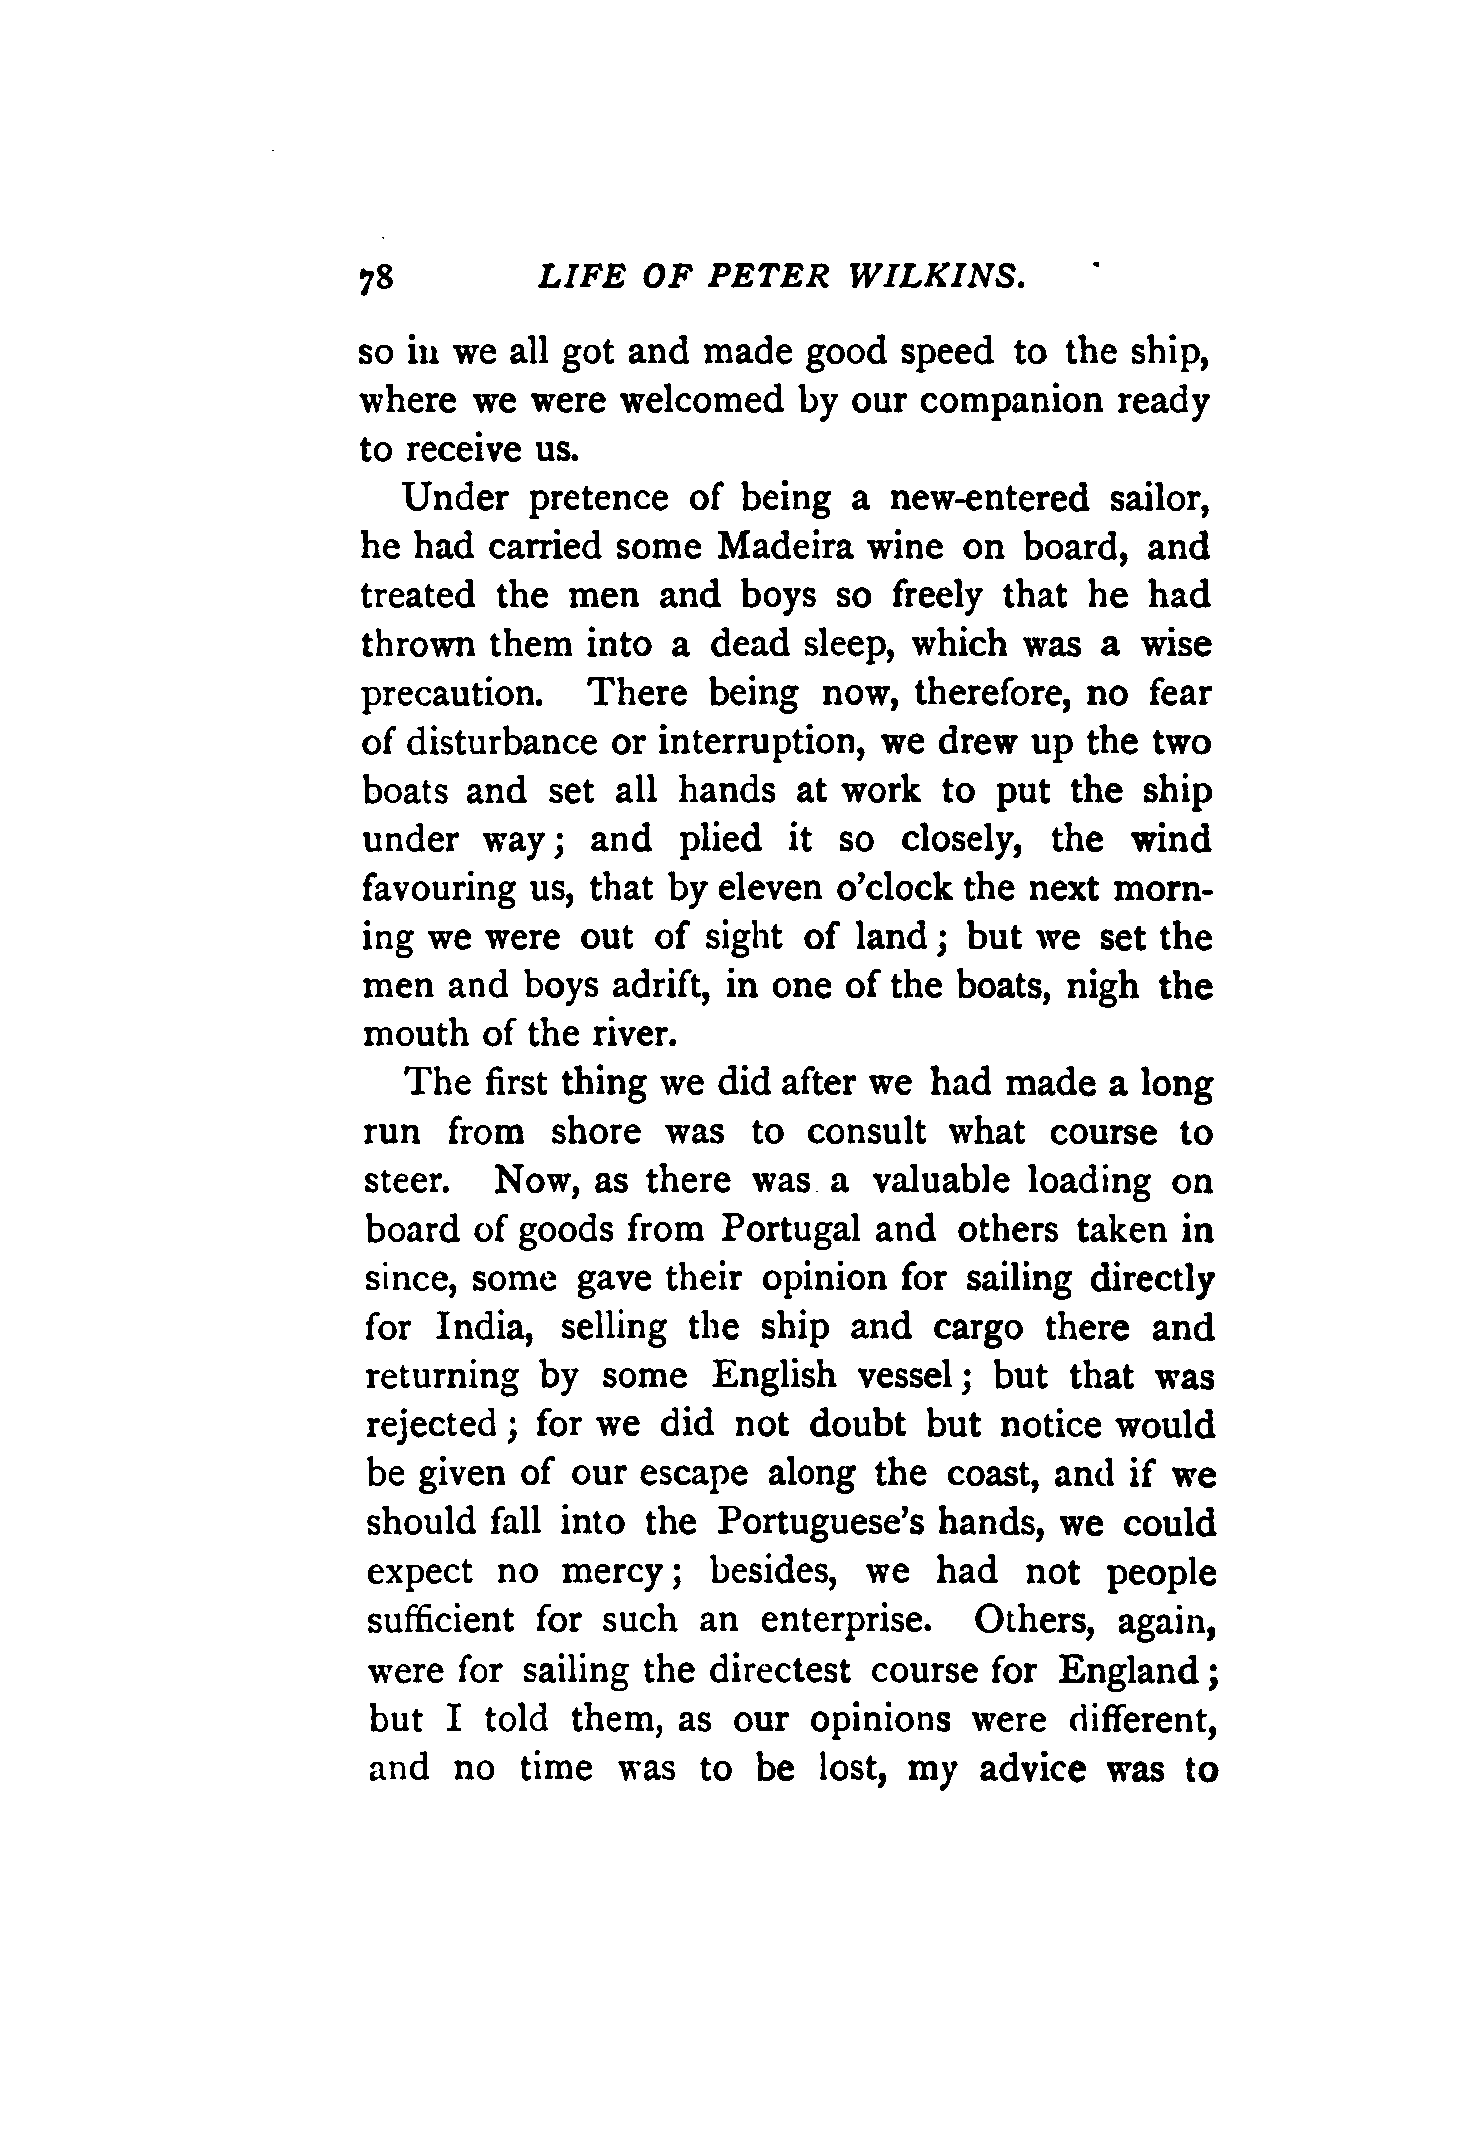 78 LIFE OF PETER WILKINS.
so in we all got and made good speed to the ship,
where we were welcomed by our companion ready
to receive us.
Under pretence of being a new-entered sailor,
he had carried some Madeira wine on board, and
treated the men and boys so freely that he had
thrown them into a dead sleep, which was a wise
precaution. There being now, therefore, no fear
of disturbance or interruption, we drew up the two
boats and set all hands at work to put the ship
under way; and plied it so closely, the wind
favouring us, that by eleven o'clock the next morn-
ing we were out of sight of land; but we set the
men and boys adrift, in one of the boats, nigh the
mouth of the river.
The first thing we did after we had made a long
run from shore was to consult what course to
steer. Now, as there was a valuable loading on
board of goods from Portugal and others taken in
since, some gave their opinion for sailing directly
for India, selling the ship and cargo there and
returning by some English vessel; but that was
rejected; for we did not doubt but notice would
be given of our escape along the coast, and if we
should fall into the Portuguese's hands, we could
expect no mercy; besides, we had not people
sufficient for such an enterprise. Others, again,
were for sailing the directest course for England;
but I told them, as our opinions were different,
and no time was to be lost, my advice was to